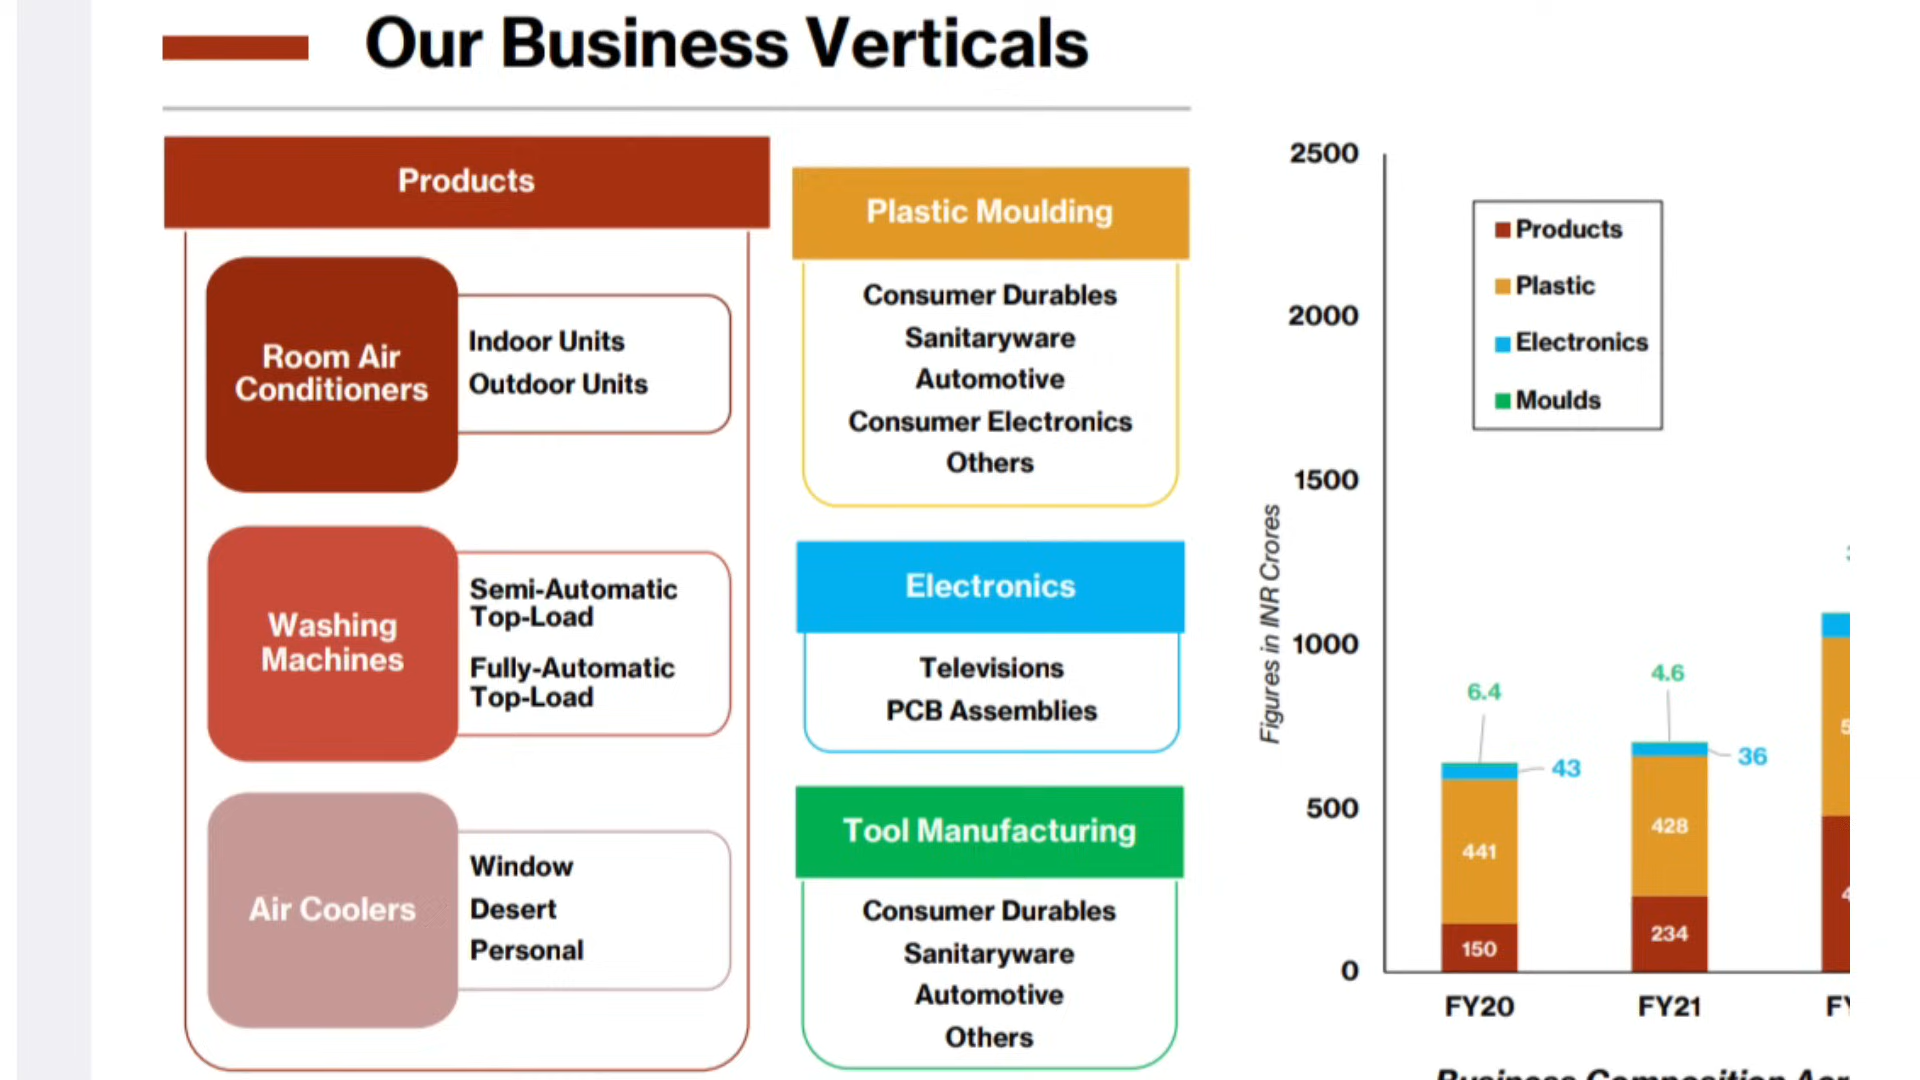 Our Business Verticals
Products
Room Air
Conditioners
Indoor Units
Outdoor Units
Washing
Machines
Semi-Automatic
Top-Load
Fully-Automatic
Top-Load
Air Coolers
Window
Desert
Personal
Plastic Moulding
Consumer Durables
Sanitaryware
Automotive
Consumer Electronics
Others
Electronics
Televisions
PCB Assemblies
Tool Manufacturing
Consumer Durables
Sanitaryware
Automotive
Others
Figures in INR Crores
2500
2000
1500
1000
500
0
Products
Plastic
Electronics
Moulds
6.4
43
441
150
4.6
36
428
234
FY20
FY21
Business Composition